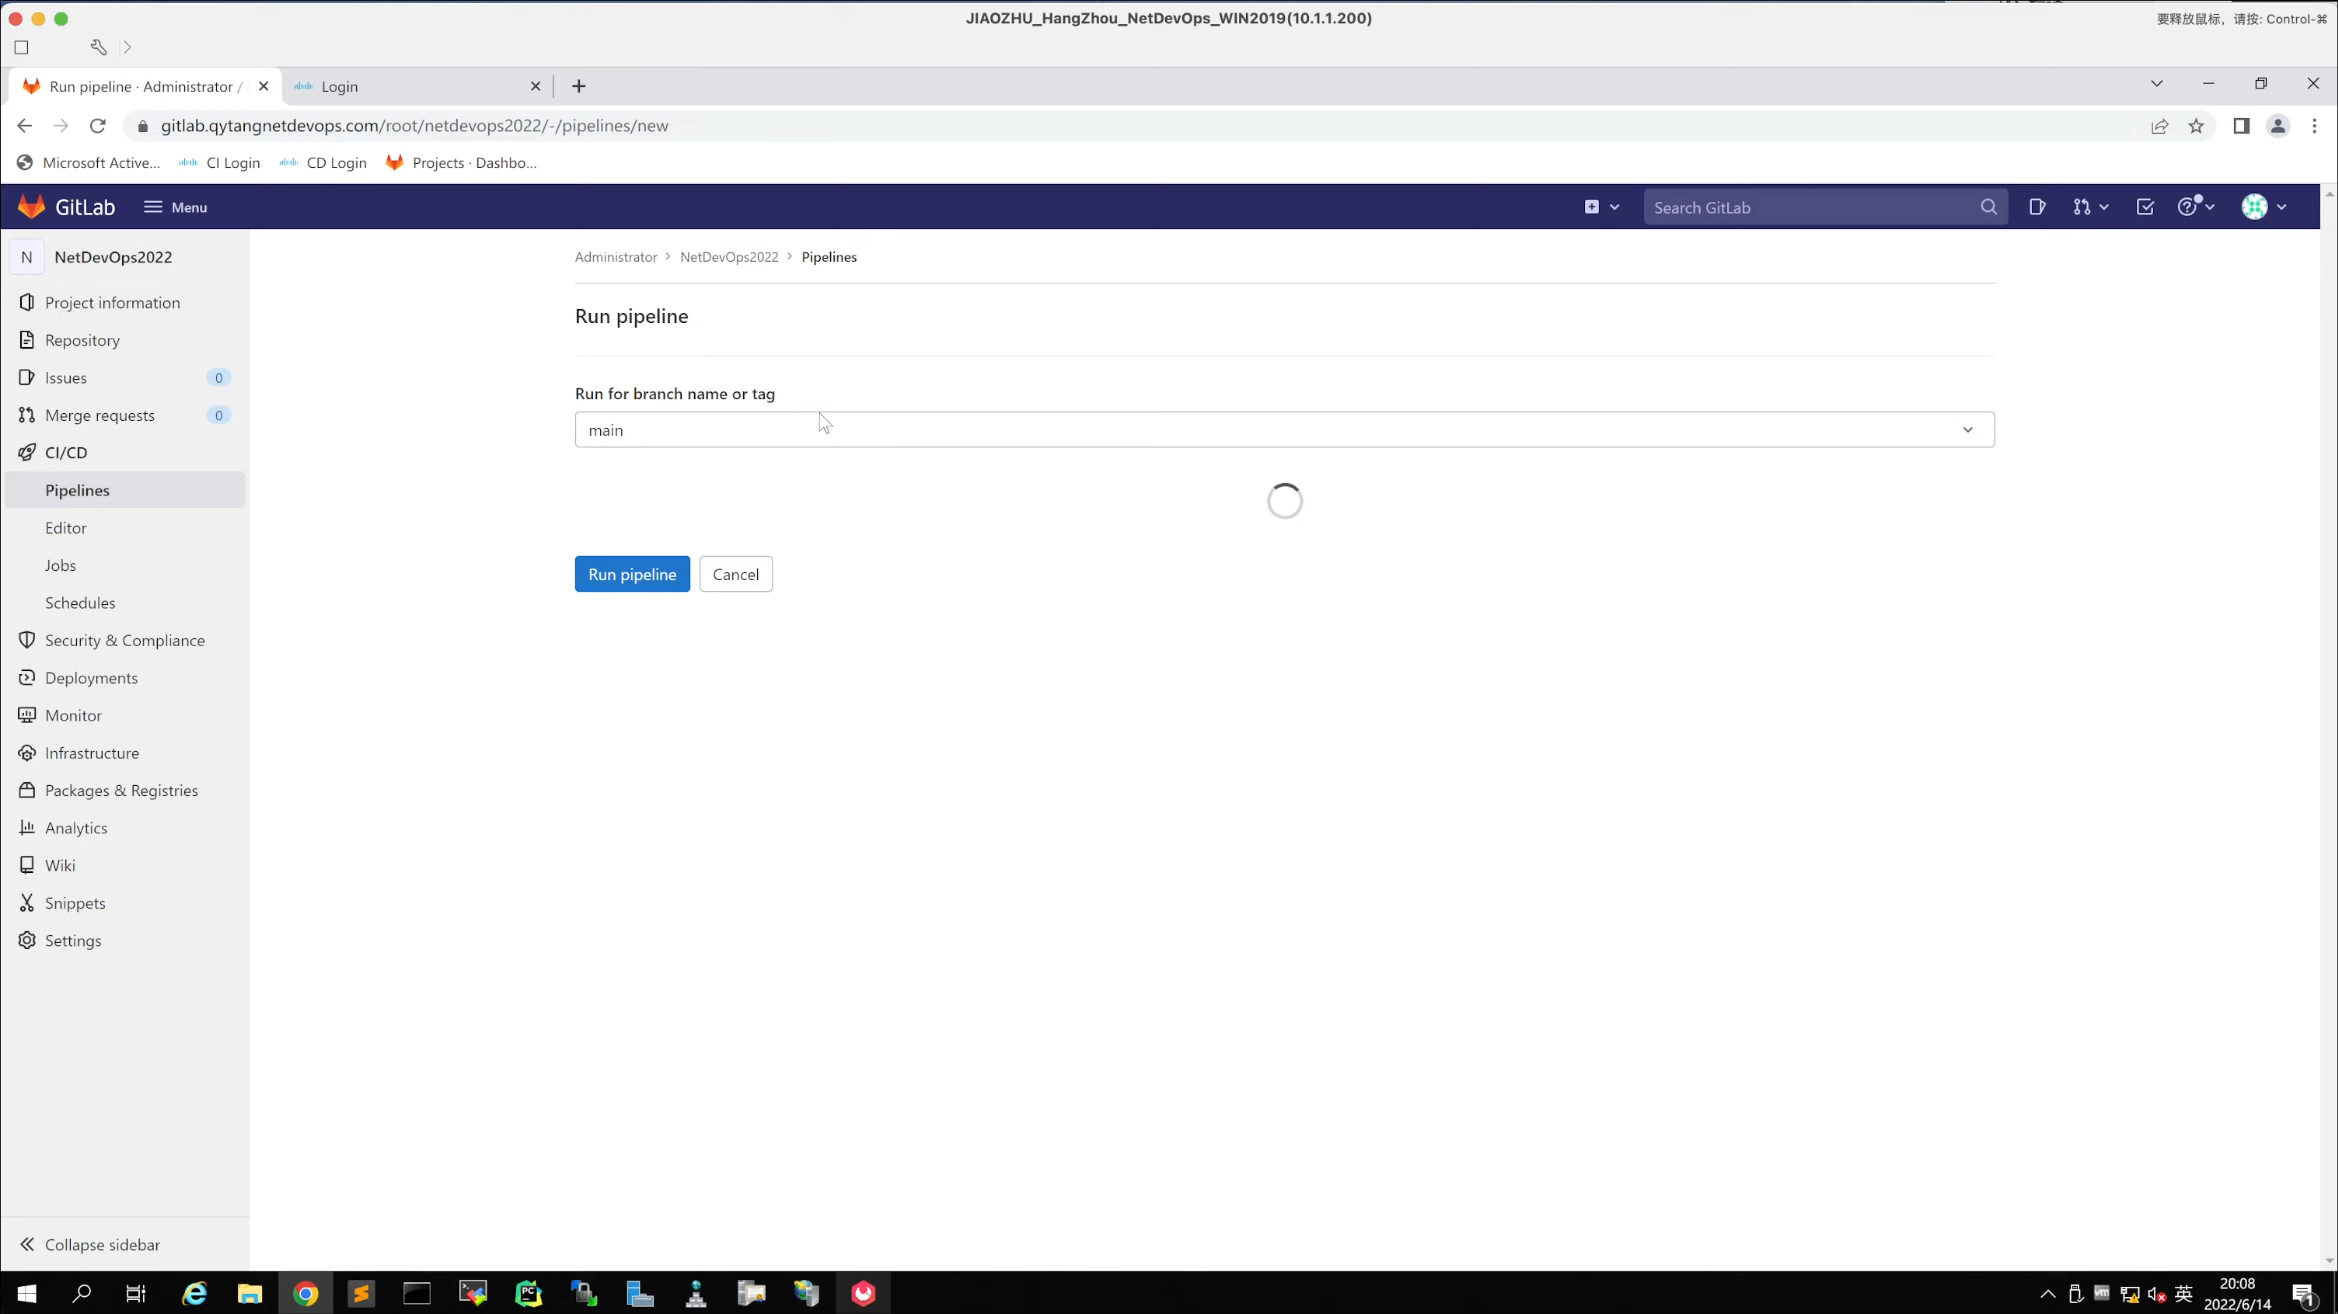 JIAOZHU_HangZhou_NetDevOps_WIN2019(10.1.1.200)
要释放鼠标，请按: Control-⌘
Run pipeline · Administrator /
Login
gitlab.qytangnetdevops.com/root/netdevops2022/-/pipelines/new
Microsoft Active...
CI Login
CD Login
Projects · Dashbo...
GitLab
Menu
Search GitLab
N
NetDevOps2022
Project information
Repository
Issues
0
Merge requests
0
CI/CD
Pipelines
Editor
Jobs
Schedules
Security & Compliance
Deployments
Monitor
Infrastructure
Packages & Registries
Analytics
Wiki
Snippets
Settings
Collapse sidebar
Administrator > NetDevOps2022 > Pipelines
Run pipeline
Run for branch name or tag
main
Run pipeline
Cancel
英
20:08
2022/6/14
1